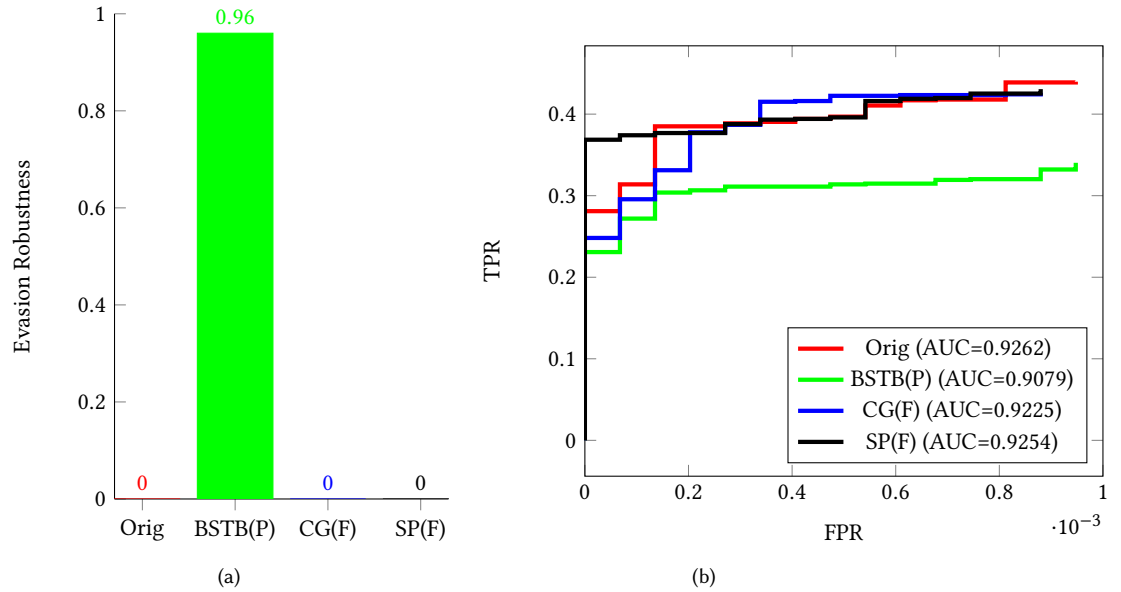 1
0.8
0.6
0.4
0.2
0
Evasion Robustness
0
0.96
0
0
Orig
BSTB(P)
CG(F)
SP(F)
(a)
0.4
0.3
0.2
0.1
0
TPR
Orig (AUC=0.9262)
BSTB(P) (AUC=0.9079)
CG(F) (AUC=0.9225)
SP(F) (AUC=0.9254)
0
0.2
0.4
0.6
0.8
1
·10⁻³
FPR
(b)